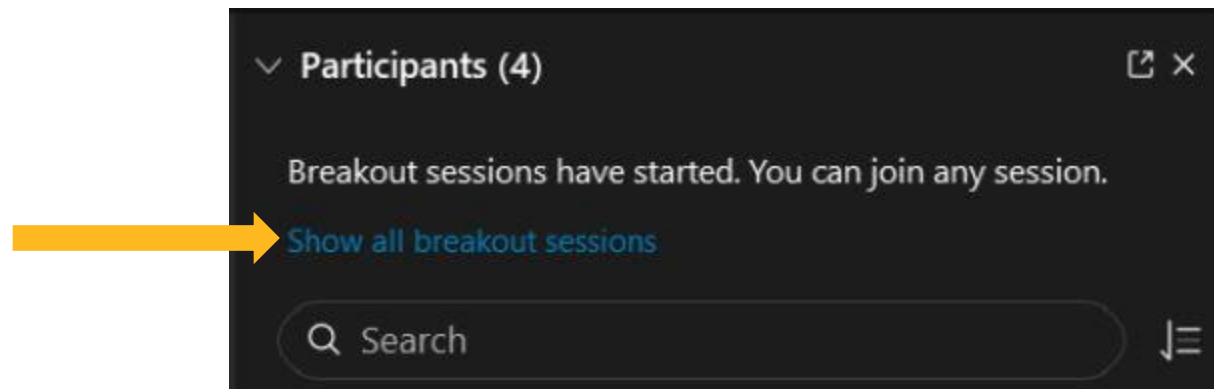 Participants (4)
Breakout sessions have started. You can join any session.
Show all breakout sessions
Search